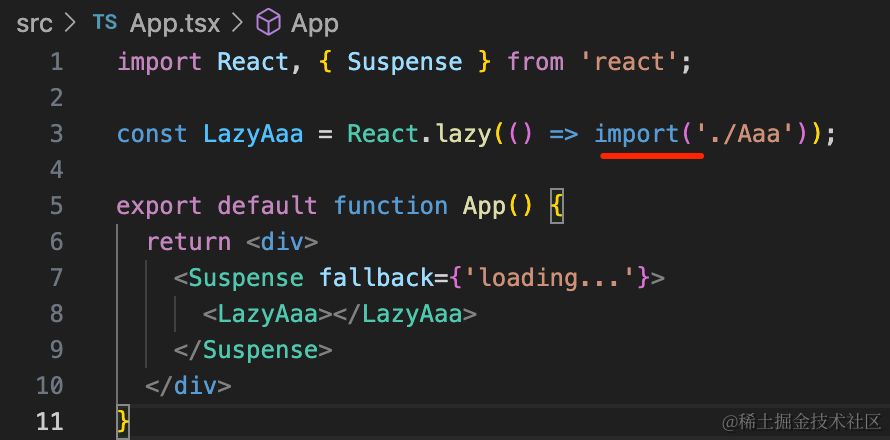 src > TS App.tsx > App
1 import React, { Suspense } from 'react';
2
3 const LazyAaa = React.lazy(() => import('./Aaa'));
4
5 export default function App() {
6 return <div>
7 <Suspense fallback={'loading...'}>
8 <LazyAaa></LazyAaa>
9 </Suspense>
10 </div>
11 }
@稀土掘金技术社区